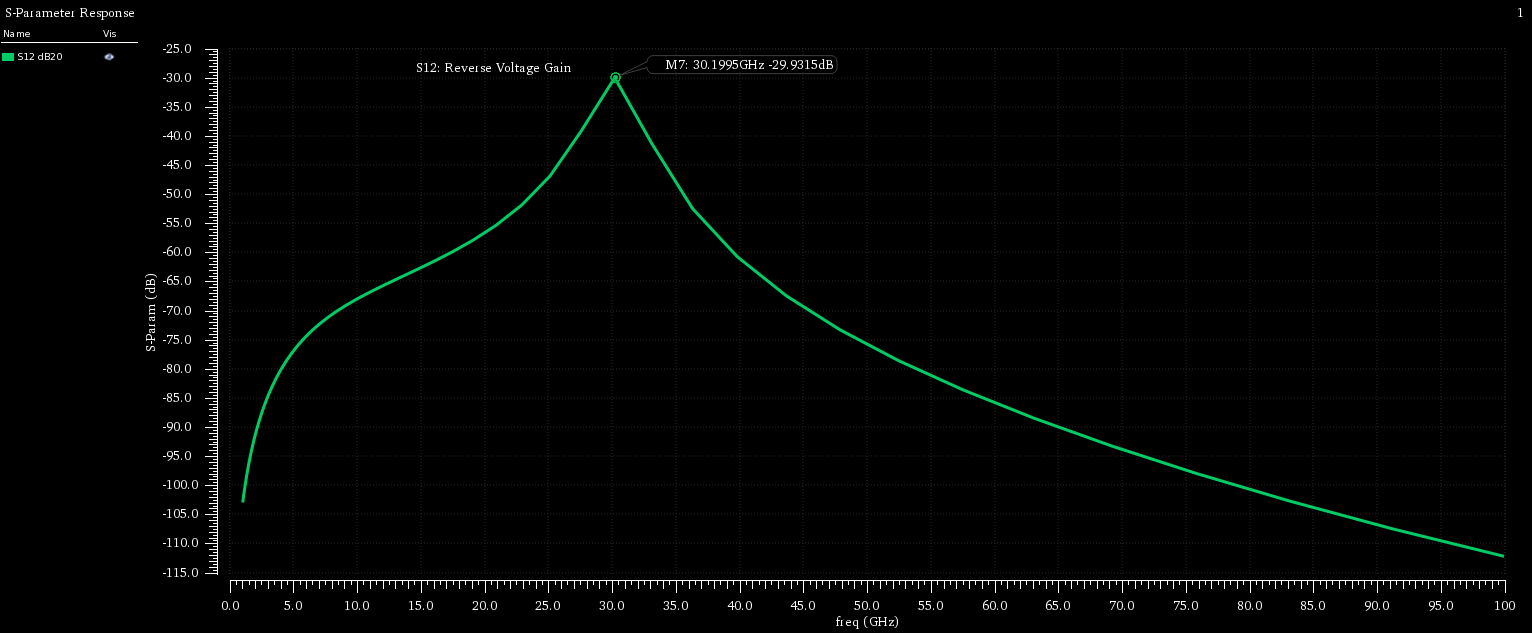 S-Parameter Response
1
Name Vis
S12 dB20
S12: Reverse Voltage Gain
M7: 30.1995GHz -29.9315dB
S-Param (dB)
-25.0
-30.0
-35.0
-40.0
-45.0
-50.0
-55.0
-60.0
-65.0
-70.0
-75.0
-80.0
-85.0
-90.0
-95.0
-100.0
-105.0
-110.0
-115.0
0.0 5.0 10.0 15.0 20.0 25.0 30.0 35.0 40.0 45.0 50.0 55.0 60.0 65.0 70.0 75.0 80.0 85.0 90.0 95.0 100
freq (GHz)